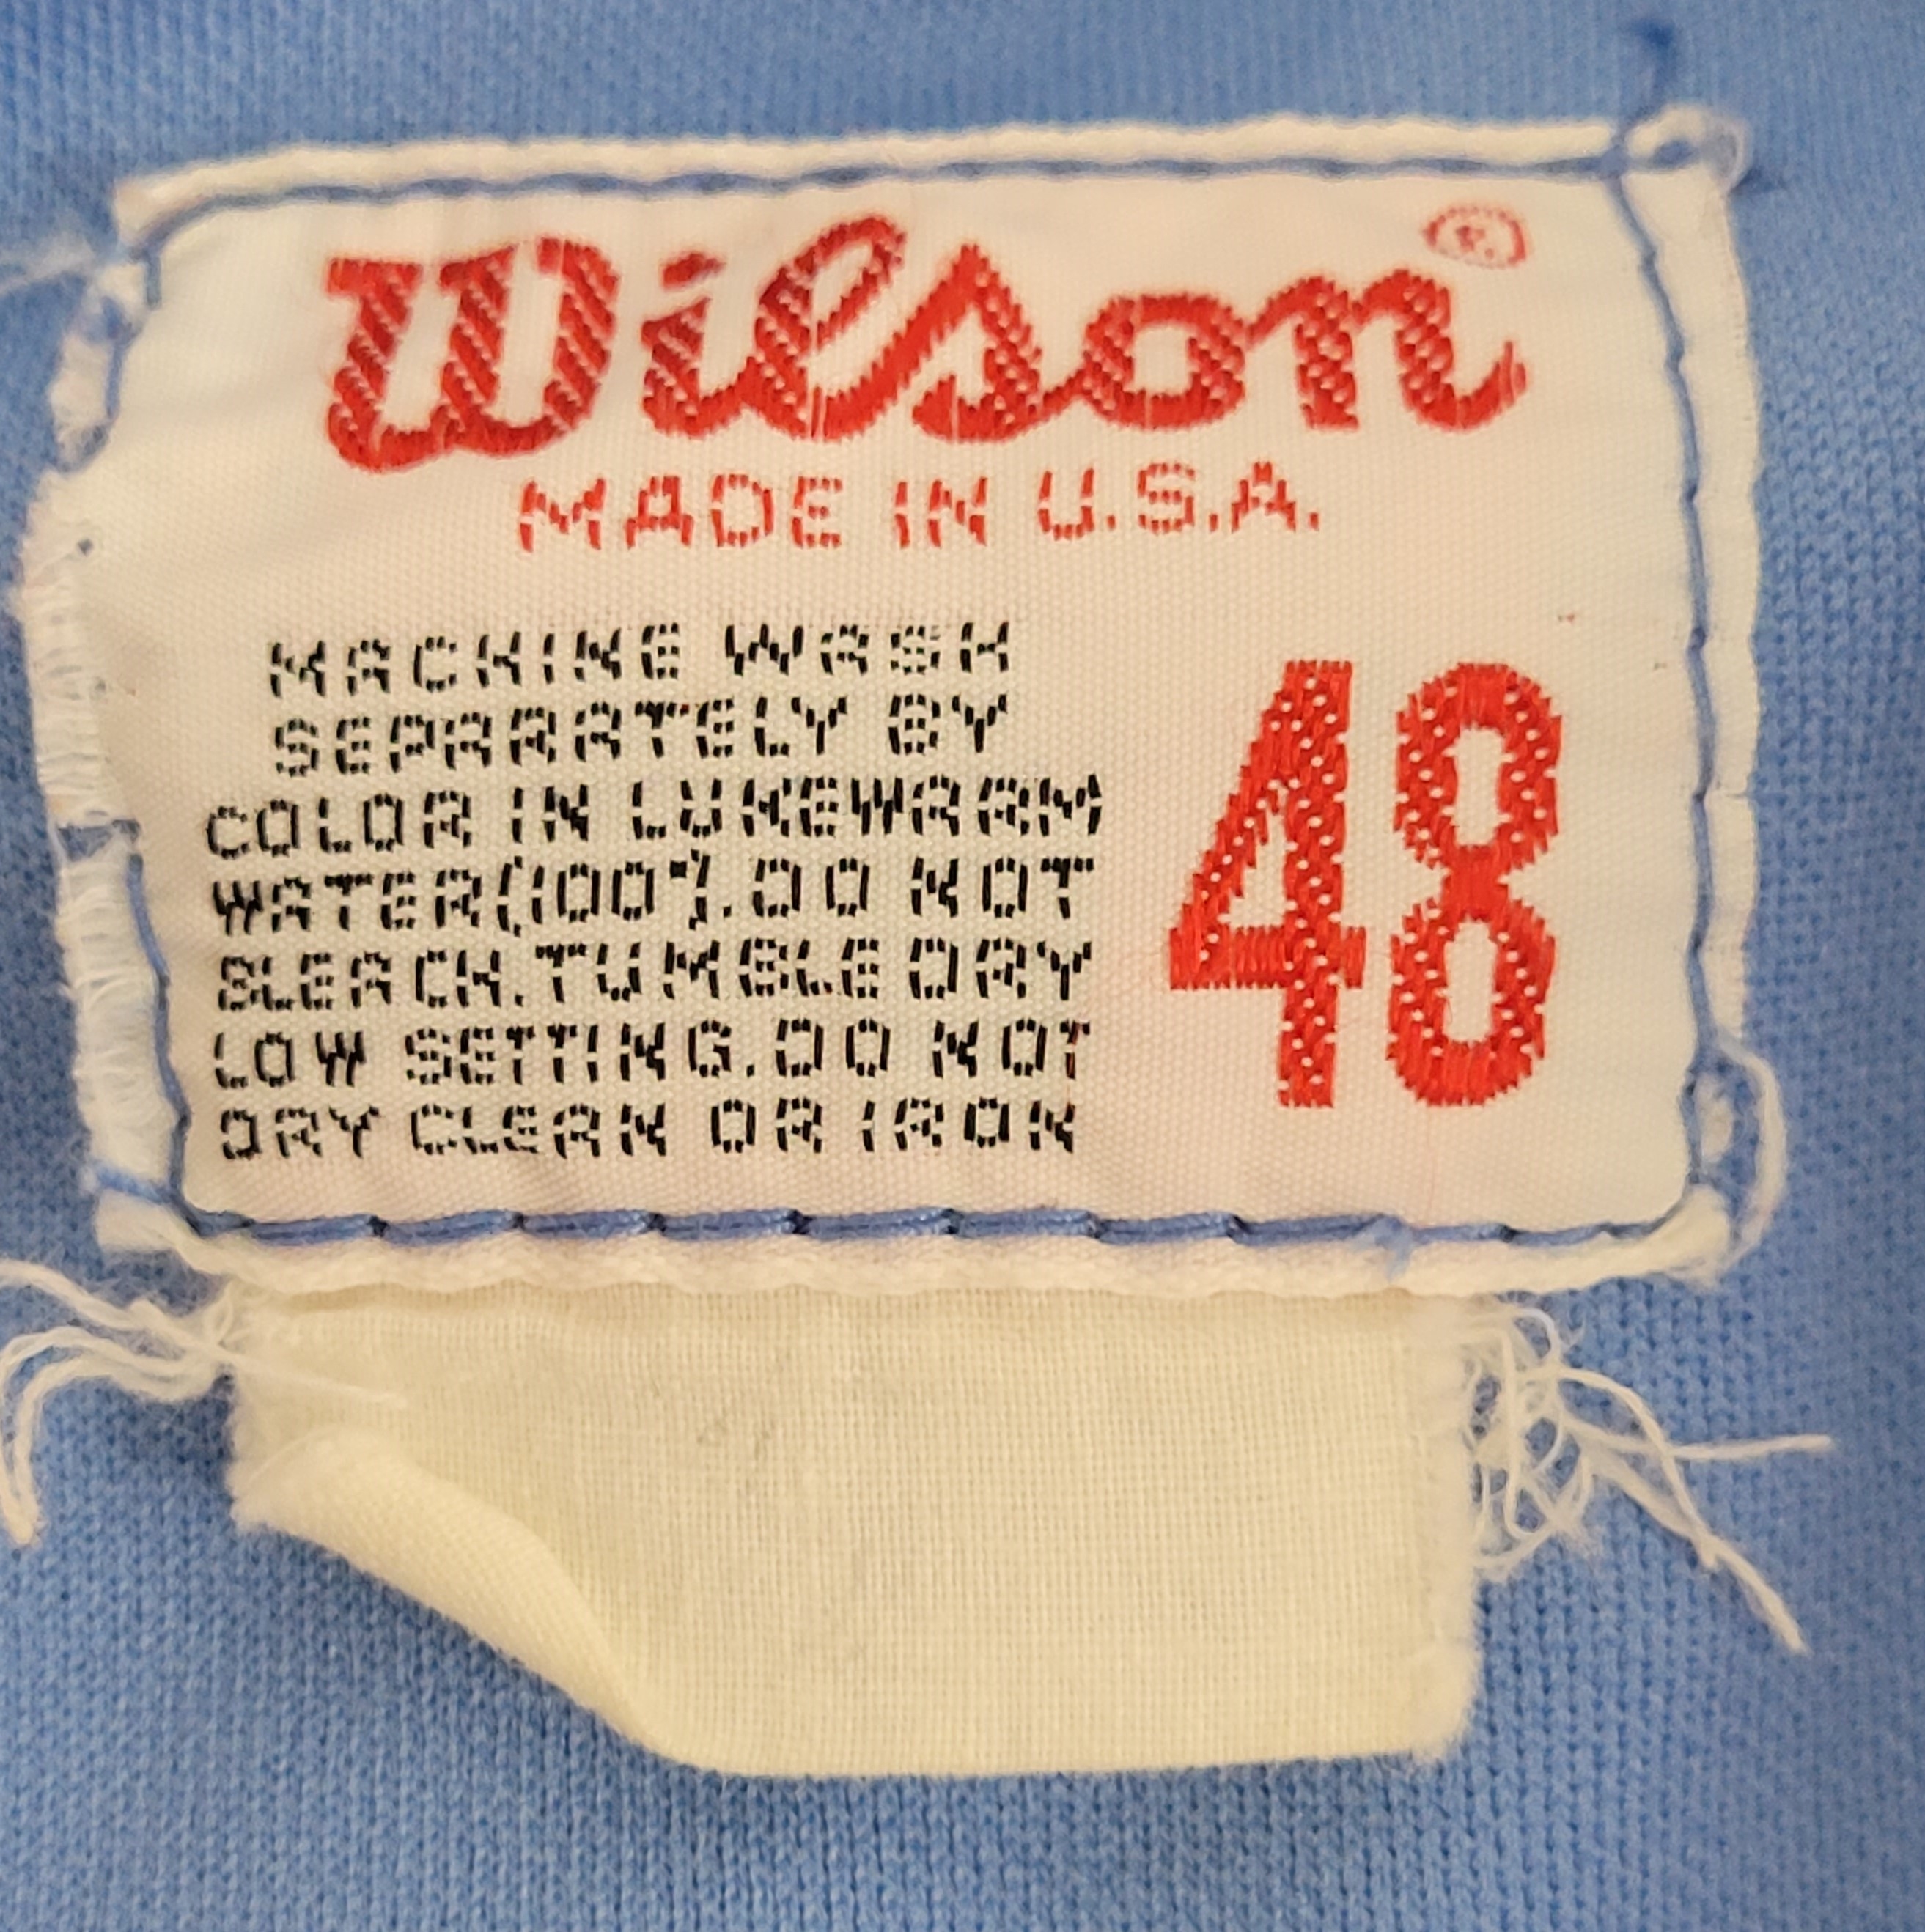 Wilson®
MADE IN U.S.A.
MACHINE WASH
SEPARATELY BY
COLOR IN LUKEWARM
WATER(100°).DO NOT
BLEACH.TUMBLE DRY
LOW SETTING.DO NOT
DRY CLEAN OR IRON
48